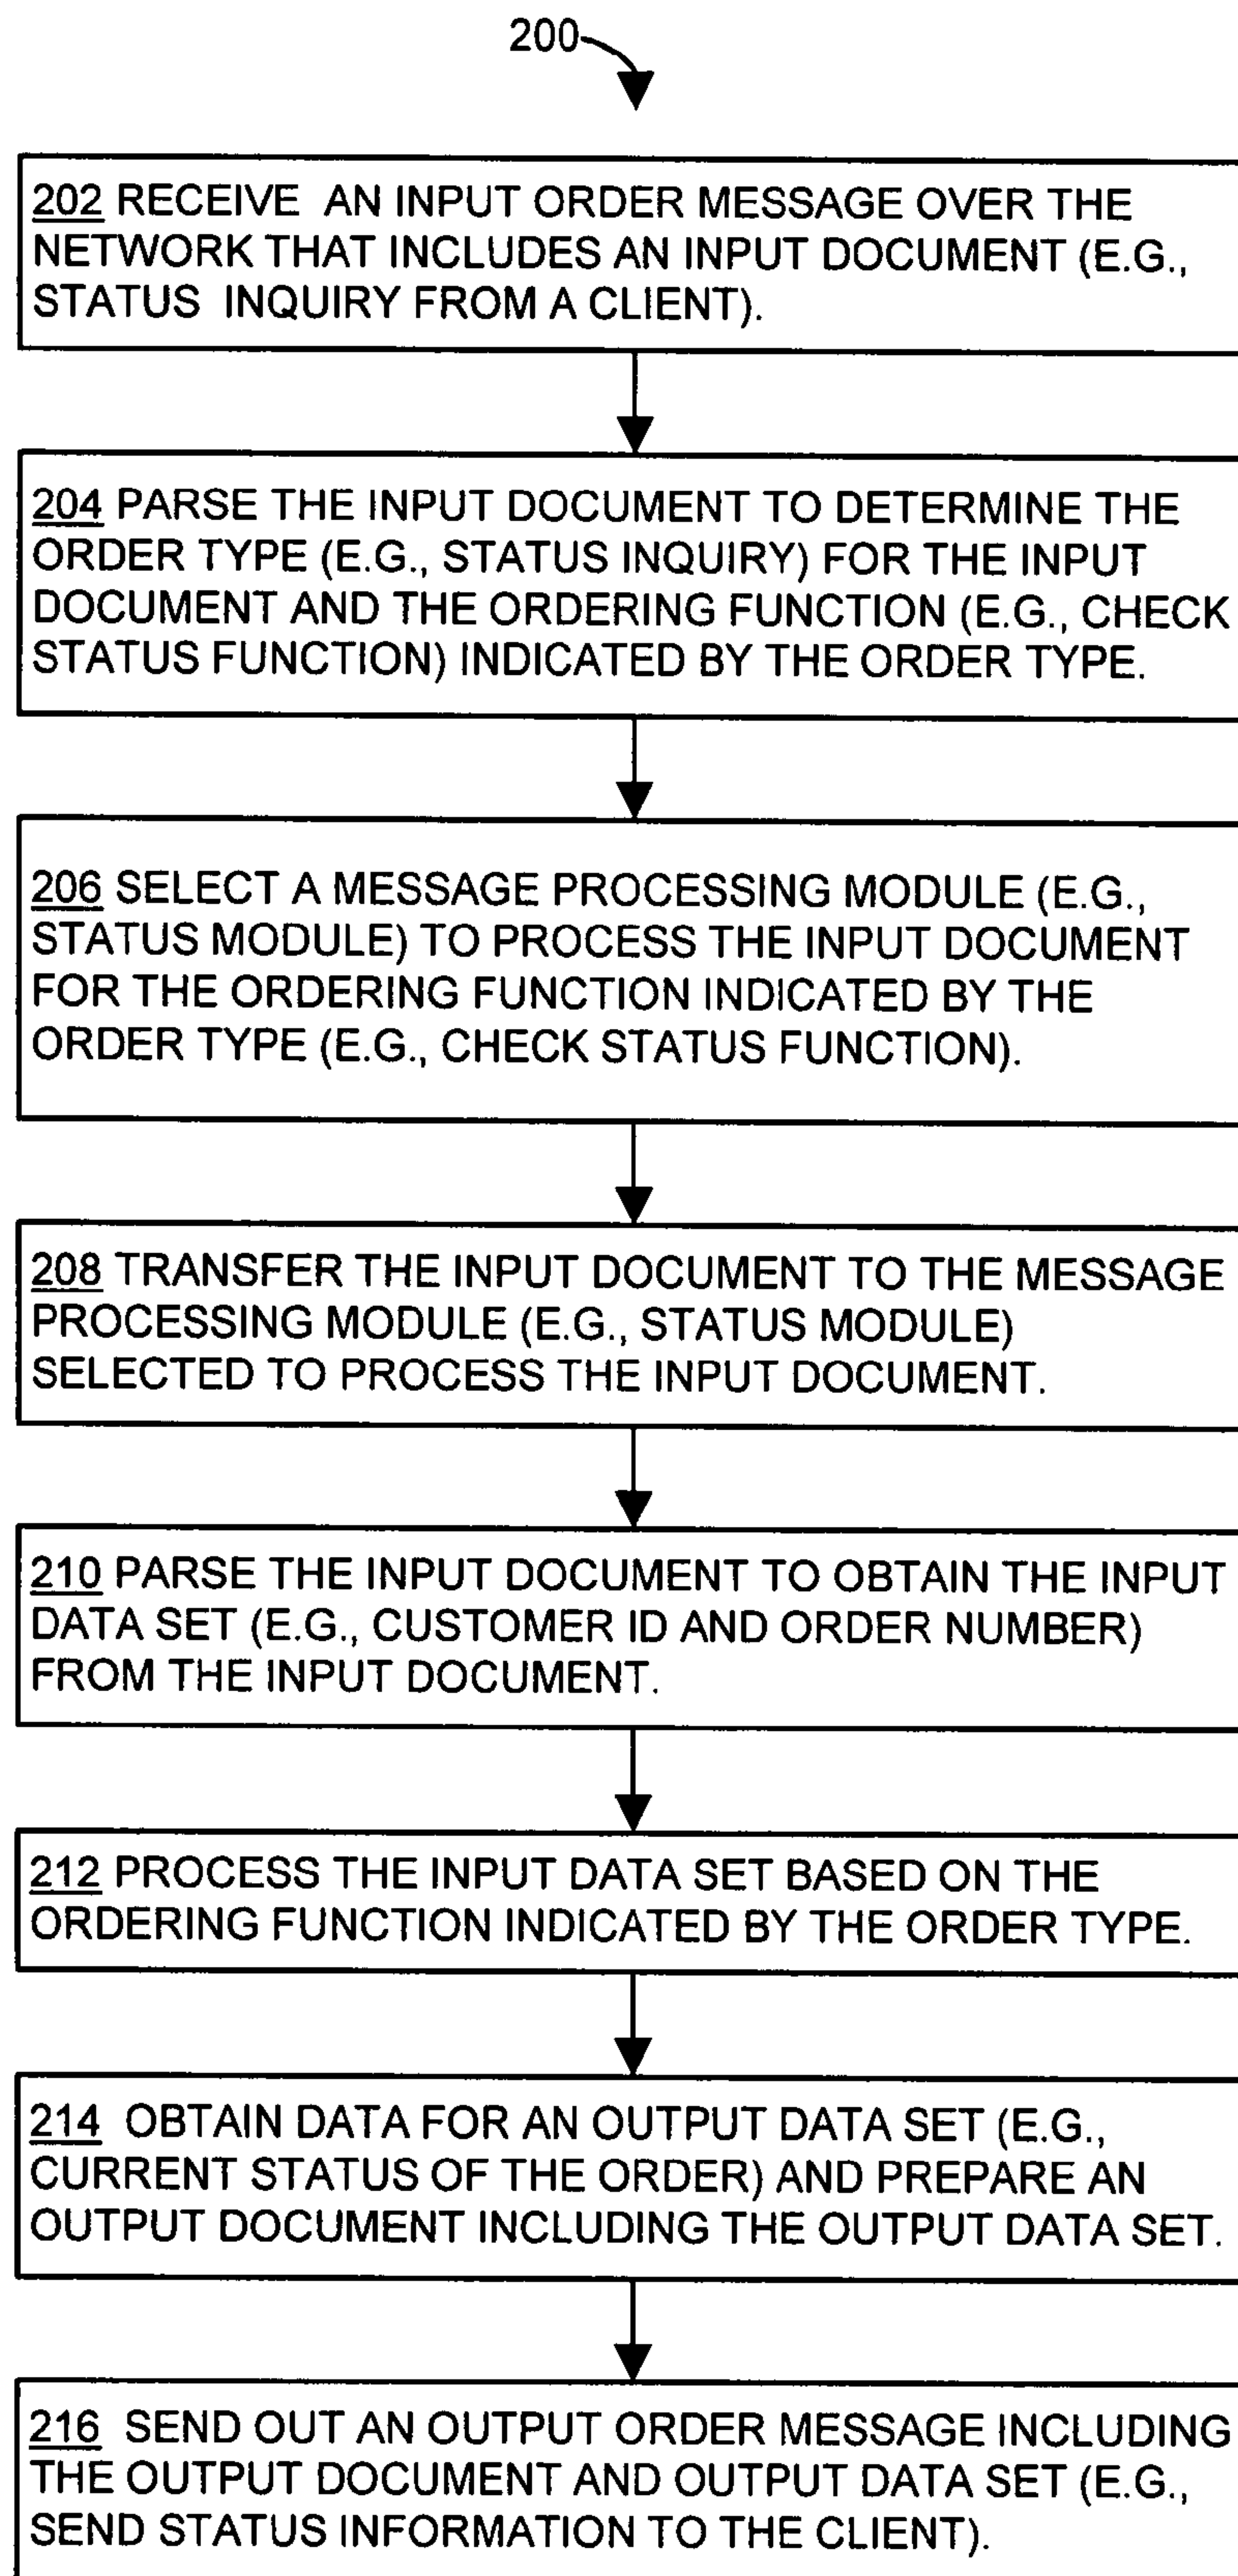 200
202 RECEIVE AN INPUT ORDER MESSAGE OVER THE
NETWORK THAT INCLUDES AN INPUT DOCUMENT (E.G.,
STATUS INQUIRY FROM A CLIENT).
204 PARSE THE INPUT DOCUMENT TO DETERMINE THE
ORDER TYPE (E.G., STATUS INQUIRY) FOR THE INPUT
DOCUMENT AND THE ORDERING FUNCTION (E.G., CHECK
STATUS FUNCTION) INDICATED BY THE ORDER TYPE.
206 SELECT A MESSAGE PROCESSING MODULE (E.G.,
STATUS MODULE) TO PROCESS THE INPUT DOCUMENT
FOR THE ORDERING FUNCTION INDICATED BY THE
ORDER TYPE (E.G., CHECK STATUS FUNCTION).
208 TRANSFER THE INPUT DOCUMENT TO THE MESSAGE
PROCESSING MODULE (E.G., STATUS MODULE)
SELECTED TO PROCESS THE INPUT DOCUMENT.
210 PARSE THE INPUT DOCUMENT TO OBTAIN THE INPUT
DATA SET (E.G., CUSTOMER ID AND ORDER NUMBER)
FROM THE INPUT DOCUMENT.
212 PROCESS THE INPUT DATA SET BASED ON THE
ORDERING FUNCTION INDICATED BY THE ORDER TYPE.
214 OBTAIN DATA FOR AN OUTPUT DATA SET (E.G.,
CURRENT STATUS OF THE ORDER) AND PREPARE AN
OUTPUT DOCUMENT INCLUDING THE OUTPUT DATA SET.
216 SEND OUT AN OUTPUT ORDER MESSAGE INCLUDING
THE OUTPUT DOCUMENT AND OUTPUT DATA SET (E.G.,
SEND STATUS INFORMATION TO THE CLIENT).